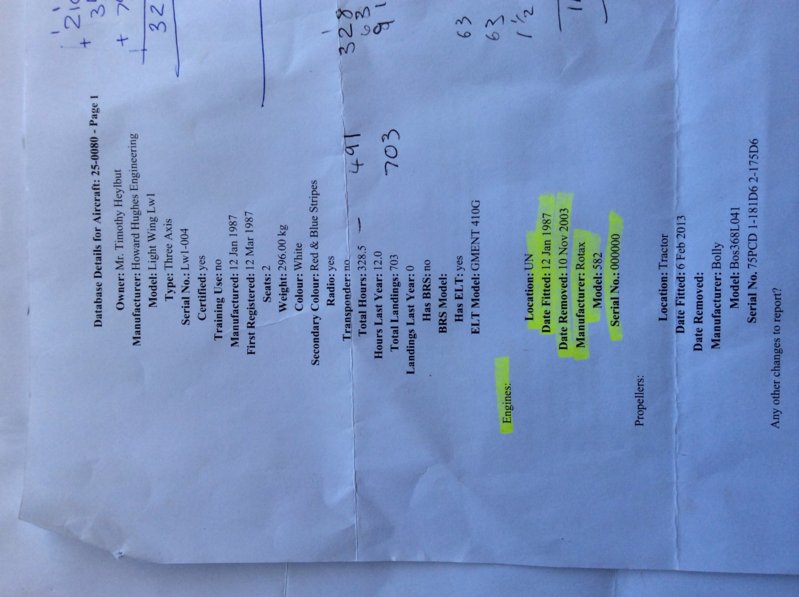 Database Details for Aircraft: 25-0080 - Page 1
Owner: Mr. Timothy Heylbut
Manufacturer: Howard Hughes Engineering
Model: Light Wing Lw1
Type: Three Axis
Serial No.: Lw1-004
Certified: yes
Training Use: no
Manufactured: 12 Jan 1987
First Registered: 12 Mar 1987
Seats: 2
Weight: 296.00 kg
Colour: White
Secondary Colour: Red & Blue Stripes
Radio: yes
Transponder: no
Total Hours: 328.5 — 491 328
Hours Last Year: 12.0 63
Total Landings: 703 703 91
Landings Last Year: 0
Has BRS: no
BRS Model:
Has ELT: yes 63
ELT Model: GMENT 410G
63
1 1/2
Engines:
Location: UN
Date Fitted: 12 Jan 1987
Date Removed: 10 Nov 2003
Manufacturer: Rotax
Model: 582
Serial No.: 000000
Propellers:
Location: Tractor
Date Fitted: 6 Feb 2013
Date Removed:
Manufacturer: Bolly
Model: Bos368L041
Serial No. 75PCD 1-181D6 2-175D6
Any other changes to report?